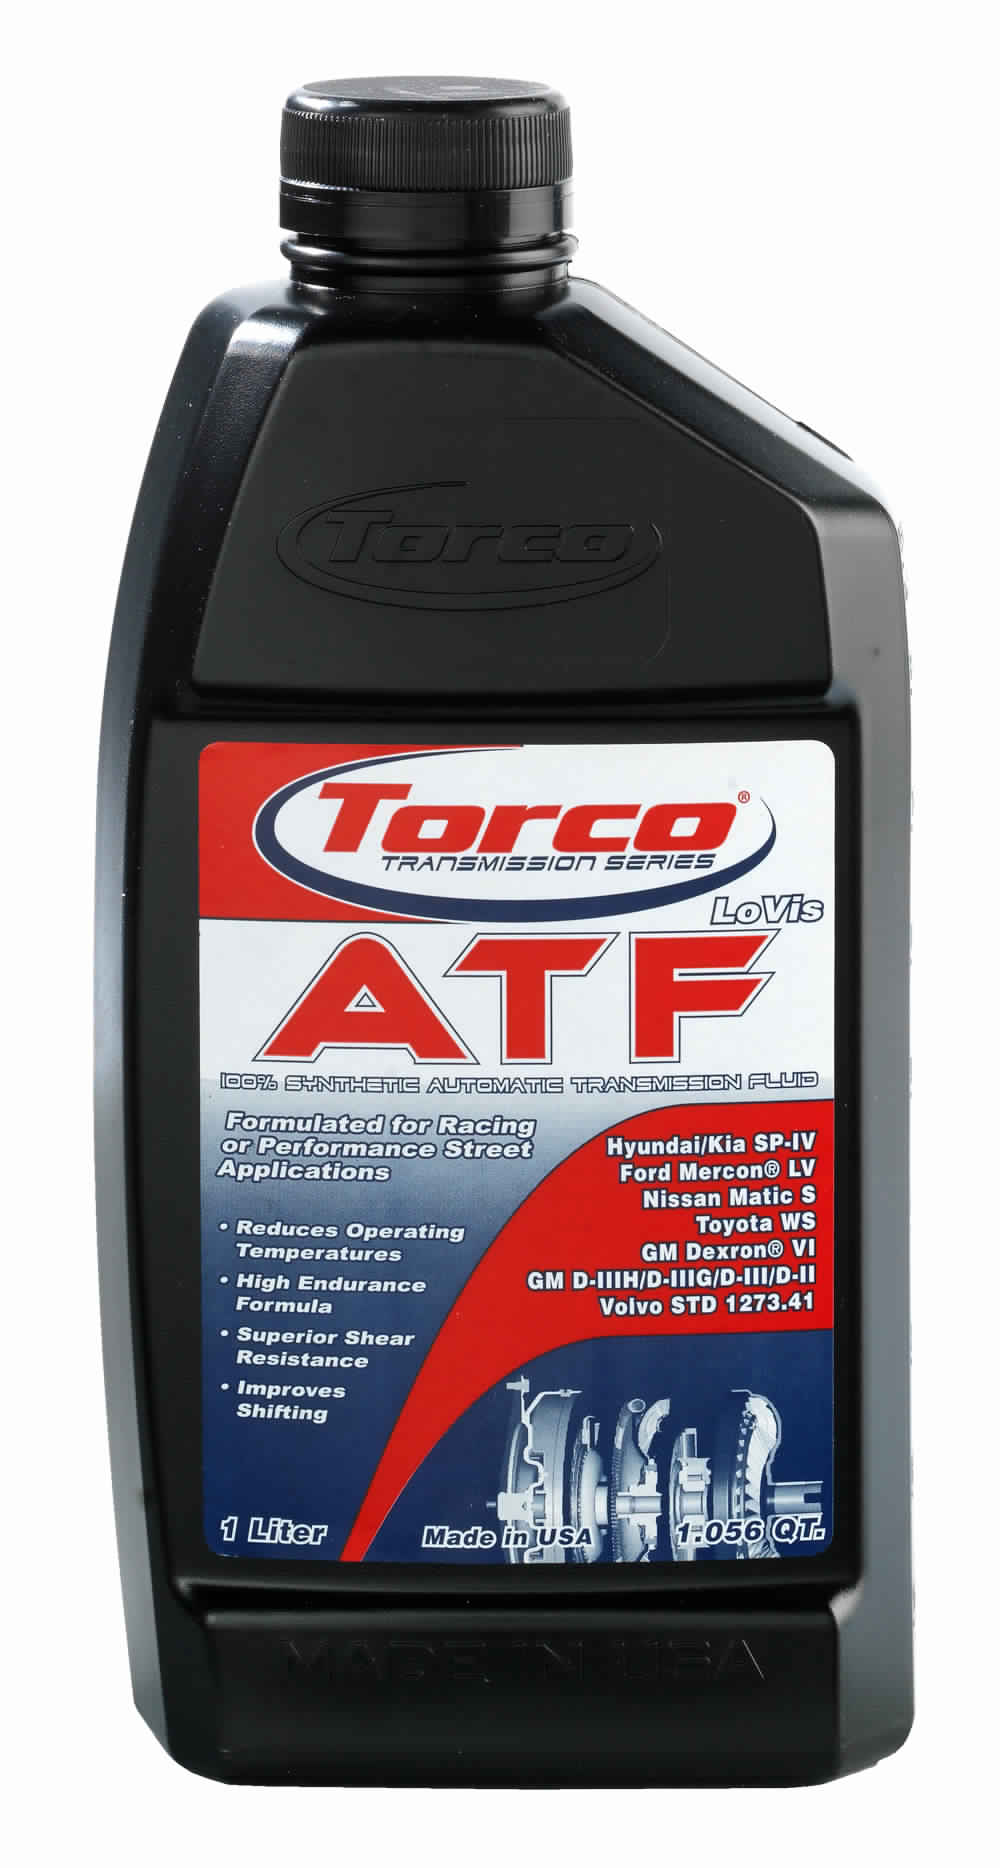 Torco
Torco®
TRANSMISSION SERIES
LoVis
ATF
100% SYNTHETIC AUTOMATIC TRANSMISSION FLUID
Formulated for Racing
or Performance Street
Applications
• Reduces Operating
Temperatures
• High Endurance
Formula
• Superior Shear
Resistance
• Improves
Shifting
Hyundai/Kia SP-IV
Ford Mercon® LV
Nissan Matic S
Toyota WS
GM Dexron® VI
GM D-IIIH/D-IIIG/D-III/D-II
Volvo STD 1273.41
1 Liter
Made in USA
1.056 QT.
MADE IN USA